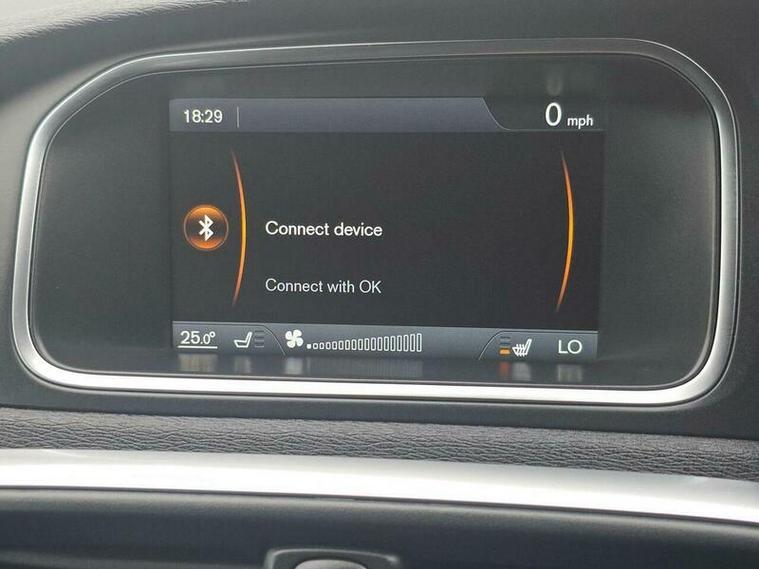 18:29
0 mph
Connect device
Connect with OK
25.0° LO